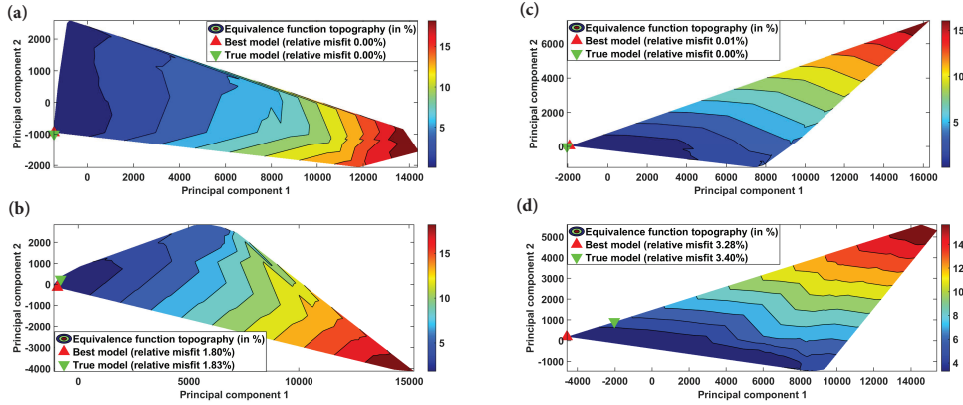 (a)
Equivalence function topography (in %)
Best model (relative misfit 0.00%)
True model (relative misfit 0.00%)
Principal component 2
2000
1000
0
-1000
-2000
0 2000 4000 6000 8000 10000 12000 14000
Principal component 1
15
10
5
(b)
Principal component 2
2000
1000
0
-1000
-2000
-3000
-4000
Equivalence function topography (in %)
Best model (relative misfit 1.80%)
True model (relative misfit 1.83%)
0 5000 10000 15000
Principal component 1
15
10
5
(c)
Equivalence function topography (in %)
Best model (relative misfit 0.01%)
True model (relative misfit 0.00%)
Principal component 2
6000
4000
2000
0
-2000 0 2000 4000 6000 8000 10000 12000 14000 16000
Principal component 1
15
10
5
(d)
Equivalence function topography (in %)
Best model (relative misfit 3.28%)
True model (relative misfit 3.40%)
Principal component 2
5000
4000
3000
2000
1000
0
-1000
-4000 -2000 0 2000 4000 6000 8000 10000 12000 14000
Principal component 1
14
12
10
8
6
4